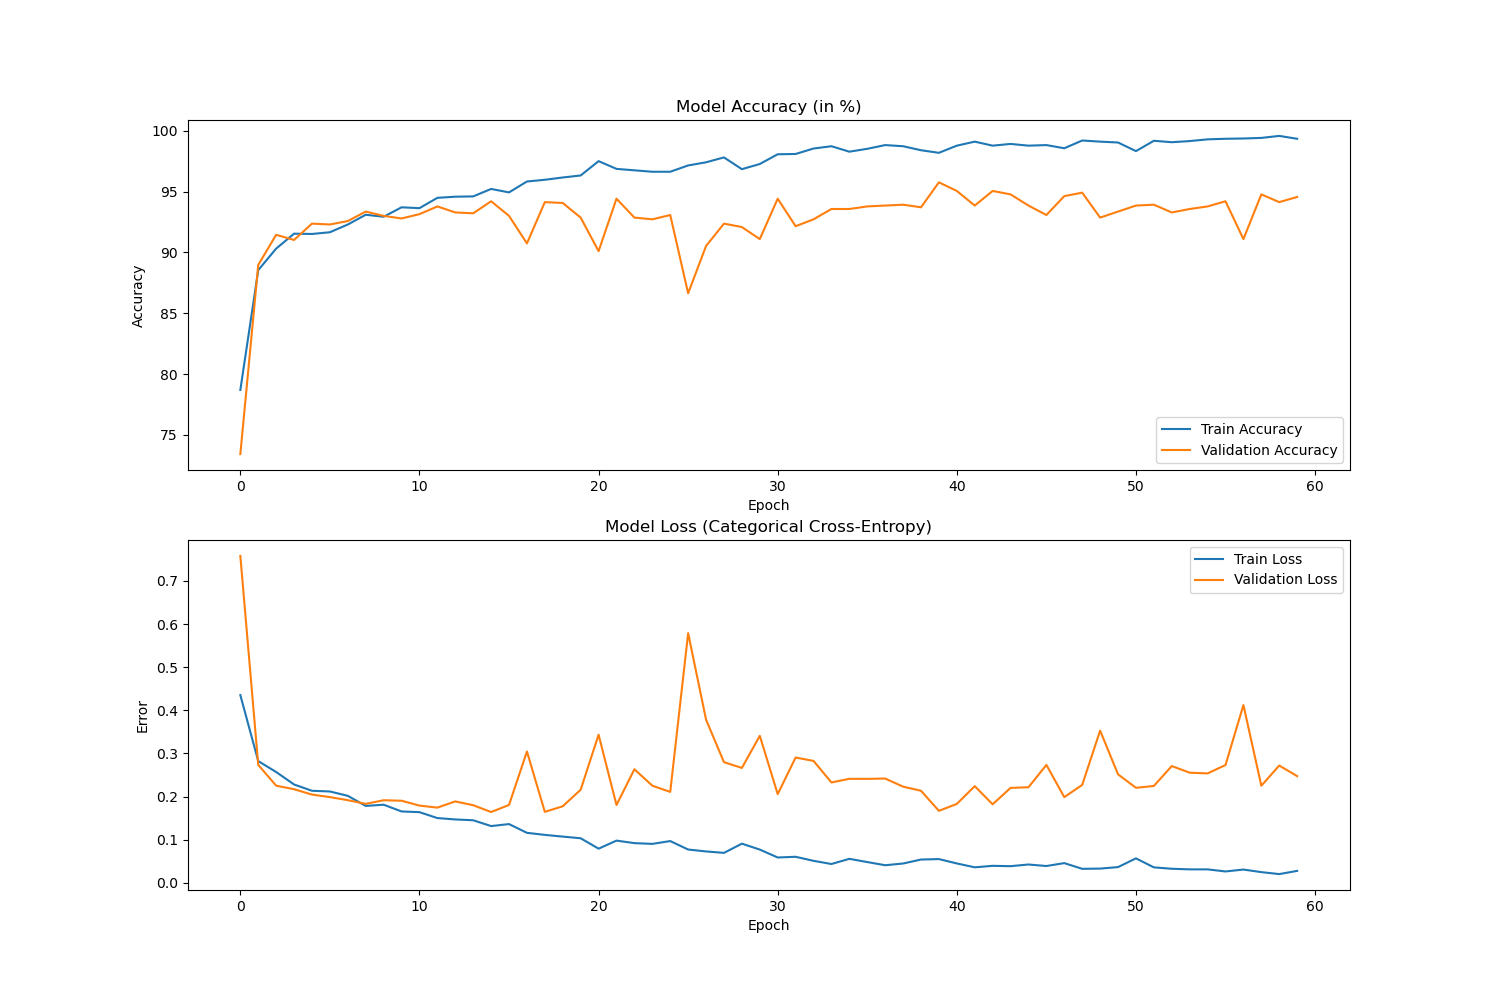 Model Accuracy (in %)
100
95
90
85
80
75
Accuracy
Train Accuracy
Validation Accuracy
0 10 20 30 40 50 60
Epoch
Model Loss (Categorical Cross-Entropy)
0.7
0.6
0.5
0.4
0.3
0.2
0.1
0.0
Error
Train Loss
Validation Loss
0 10 20 30 40 50 60
Epoch